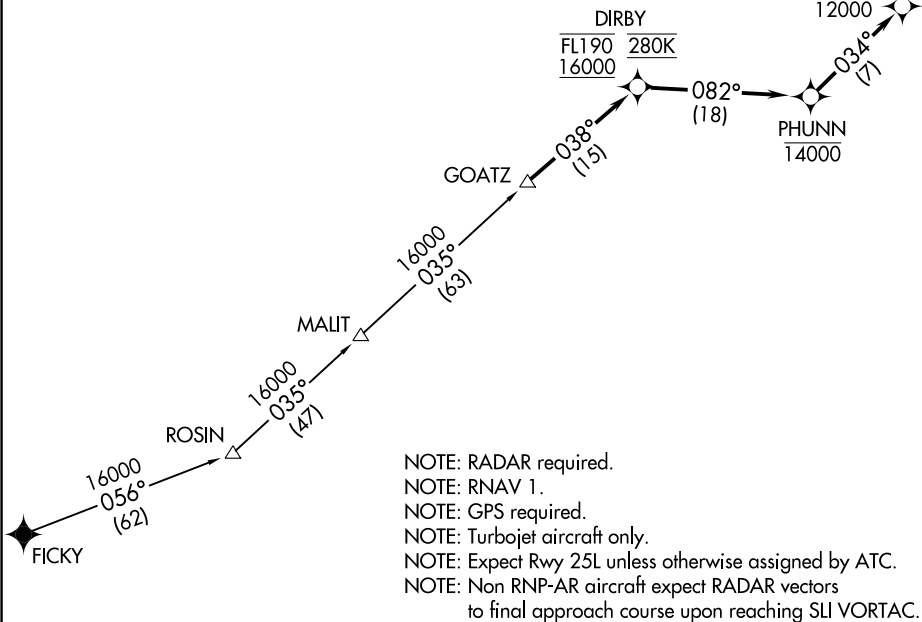 12000
034°
(7)
DIRBY
FL190 280K
16000
082°
(18)
PHUNN
14000
038°
(15)
GOATZ
16000
035°
(63)
MALIT
16000
035°
(47)
ROSIN
16000
056°
(62)
FICKY
NOTE: RADAR required.
NOTE: RNAV 1.
NOTE: GPS required.
NOTE: Turbojet aircraft only.
NOTE: Expect Rwy 25L unless otherwise assigned by ATC.
NOTE: Non RNP-AR aircraft expect RADAR vectors
to final approach course upon reaching SLI VORTAC.